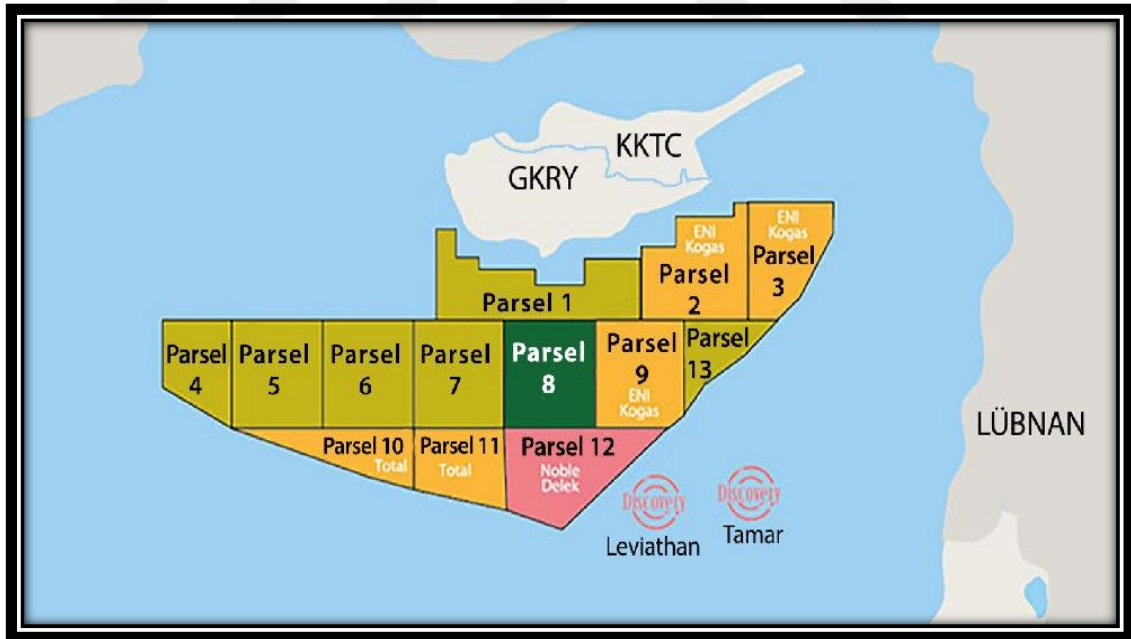 KKTC
GKRY
ENI
Kogas
Parsel
3
ENI
Kogas
Parsel
2
Parsel 1
Parsel
4
Parsel
5
Parsel
6
Parsel
7
Parsel
8
Parsel
9
ENI
Kogas
Parsel
13
LÜBNAN
Parsel 10
Total
Parsel 11
Total
Parsel 12
Noble
Delek
Discovery
Leviathan
Discovery
Tamar